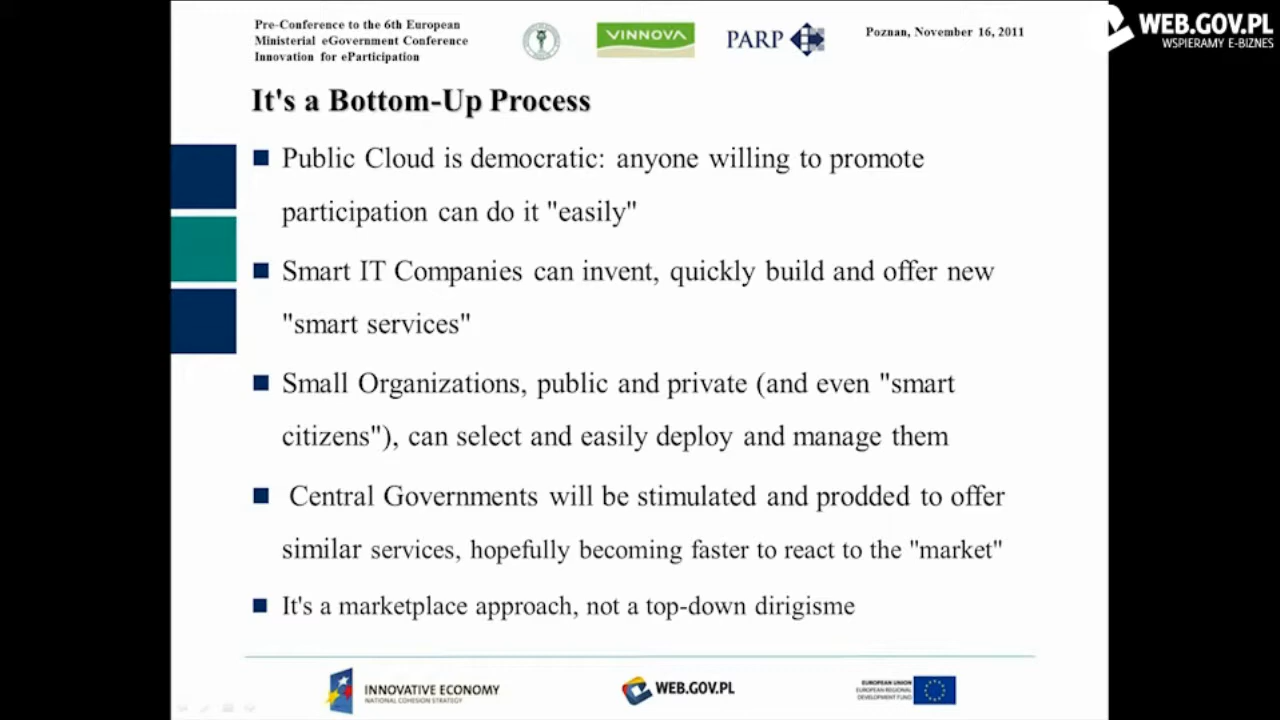 Pre-Conference to the 6th European
Ministerial eGovernment Conference
Innovation for eParticipation
VINNOVA
PARP
Poznan, November 16, 2011
WEB.GOV.PL
WSPIERAMY E-BIZNES
It's a Bottom-Up Process
Public Cloud is democratic: anyone willing to promote
participation can do it "easily"
Smart IT Companies can invent, quickly build and offer new
"smart services"
Small Organizations, public and private (and even "smart
citizens"), can select and easily deploy and manage them
Central Governments will be stimulated and prodded to offer
similar services, hopefully becoming faster to react to the "market"
It's a marketplace approach, not a top-down dirigisme
INNOVATIVE ECONOMY
NATIONAL COHESION STRATEGY
WEB.GOV.PL
EUROPEAN UNION
EUROPEAN REGIONAL
DEVELOPMENT FUND